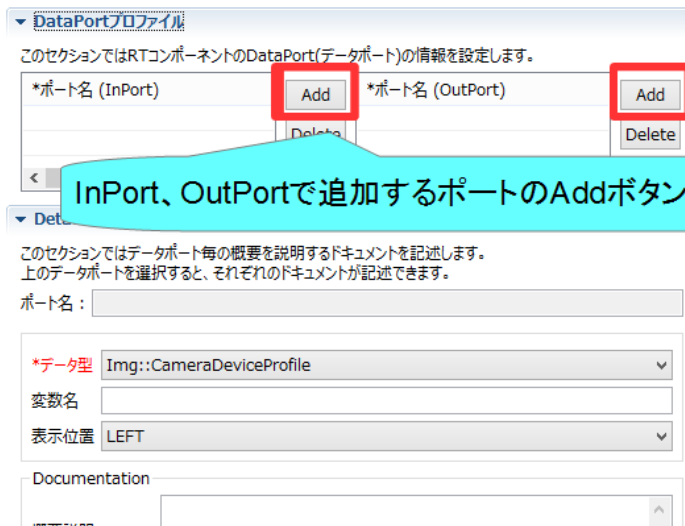 DataPortプロファイル
このセクションではRTコンポーネントのDataPort(データポート)の情報を設定します。
*ポート名 (InPort)
Add
*ポート名 (OutPort)
Add
Delete
Delete
InPort、OutPortで追加するポートのAddボタン
このセクションではデータポート毎の概要を説明するドキュメントを記述します。
上のデータポートを選択すると、それぞれのドキュメントが記述できます。
ポート名：
*データ型 Img::CameraDeviceProfile
変数名
表示位置 LEFT
Documentation